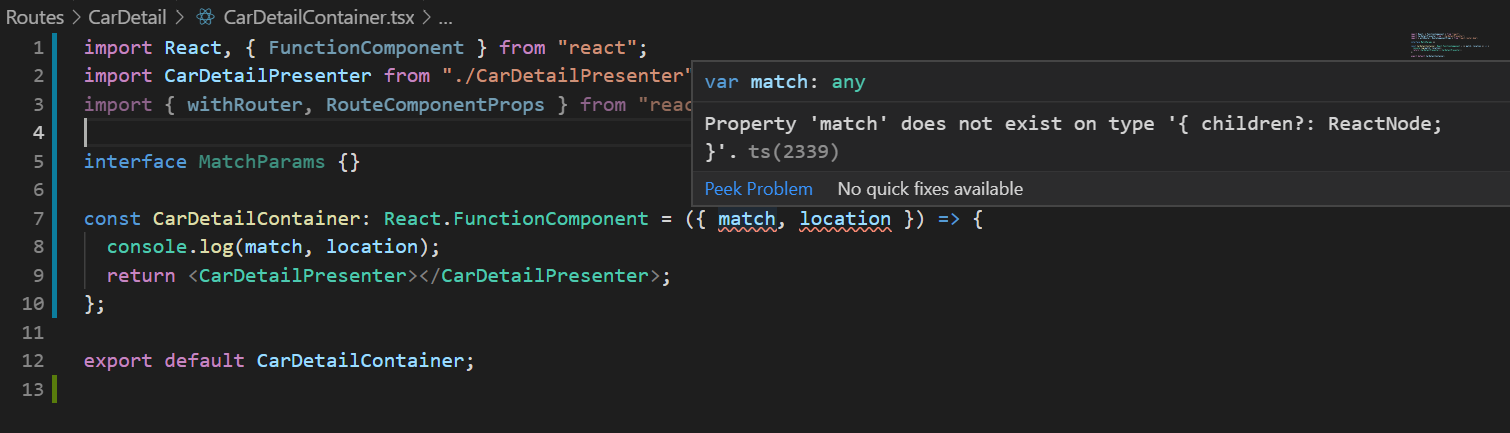 Routes > CarDetail > CarDetailContainer.tsx > ...
1 import React, { FunctionComponent } from "react";
2 import CarDetailPresenter from "./CarDetailPresenter"
3 import { withRouter, RouteComponentProps } from "reac
4
5 interface MatchParams {}
6
7 const CarDetailContainer: React.FunctionComponent = ({ match, location }) => {
8 console.log(match, location);
9 return <CarDetailPresenter></CarDetailPresenter>;
10 };
11
12 export default CarDetailContainer;
13
var match: any
Property 'match' does not exist on type '{ children?: ReactNode;
}'. ts(2339)
Peek Problem No quick fixes available